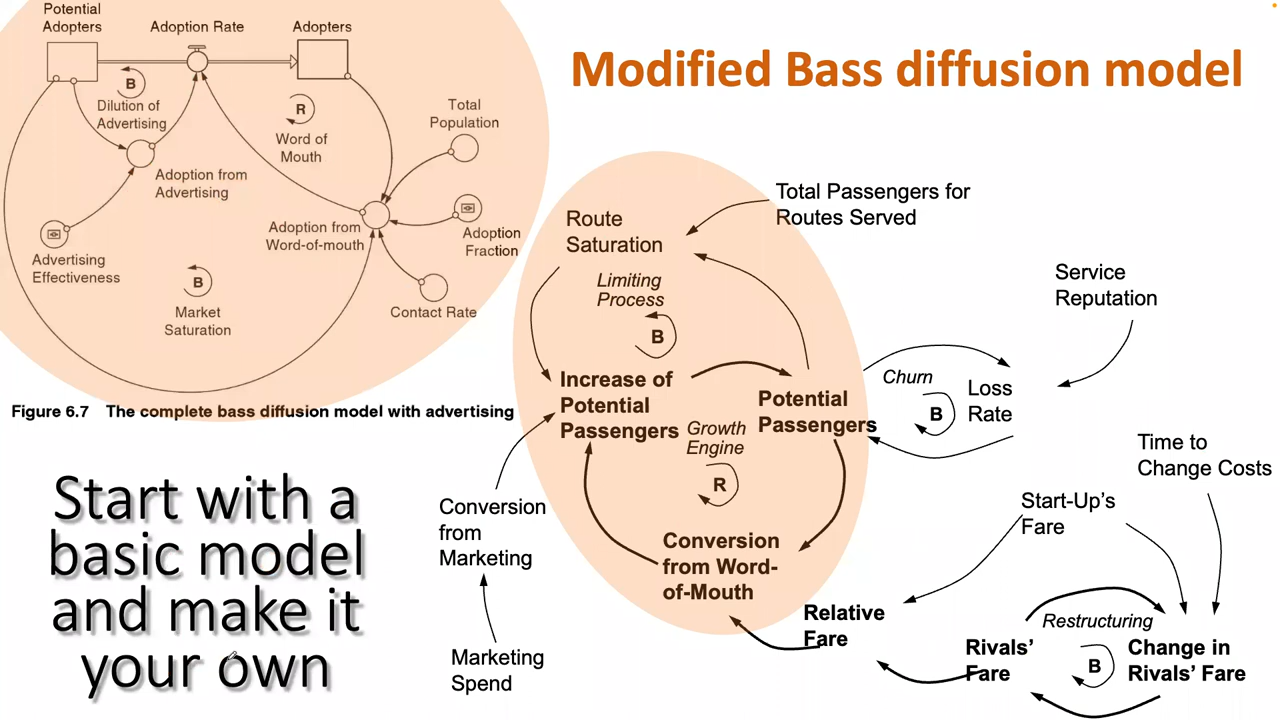 Modified Bass diffusion model
Potential
Adopters
Adoption Rate
Adopters
B
Dilution of
Advertising
R
Word of
Mouth
Total
Population
Adoption from
Advertising
Adoption from
Word-of-mouth
Adoption
Fraction
Advertising
Effectiveness
B
Market
Saturation
Contact Rate
Figure 6.7 The complete bass diffusion model with advertising
Start with a
basic model
and make it
your own
Total Passengers for
Routes Served
Route
Saturation
Limiting
Process
B
Service
Reputation
Increase of
Potential
Passengers
Potential
Passengers
Churn
B
Loss
Rate
Growth
Engine
R
Time to
Change Costs
Conversion
from
Marketing
Start-Up's
Fare
Conversion
from Word-
of-Mouth
Relative
Fare
Marketing
Spend
Restructuring
B
Rivals'
Fare
Change in
Rivals' Fare